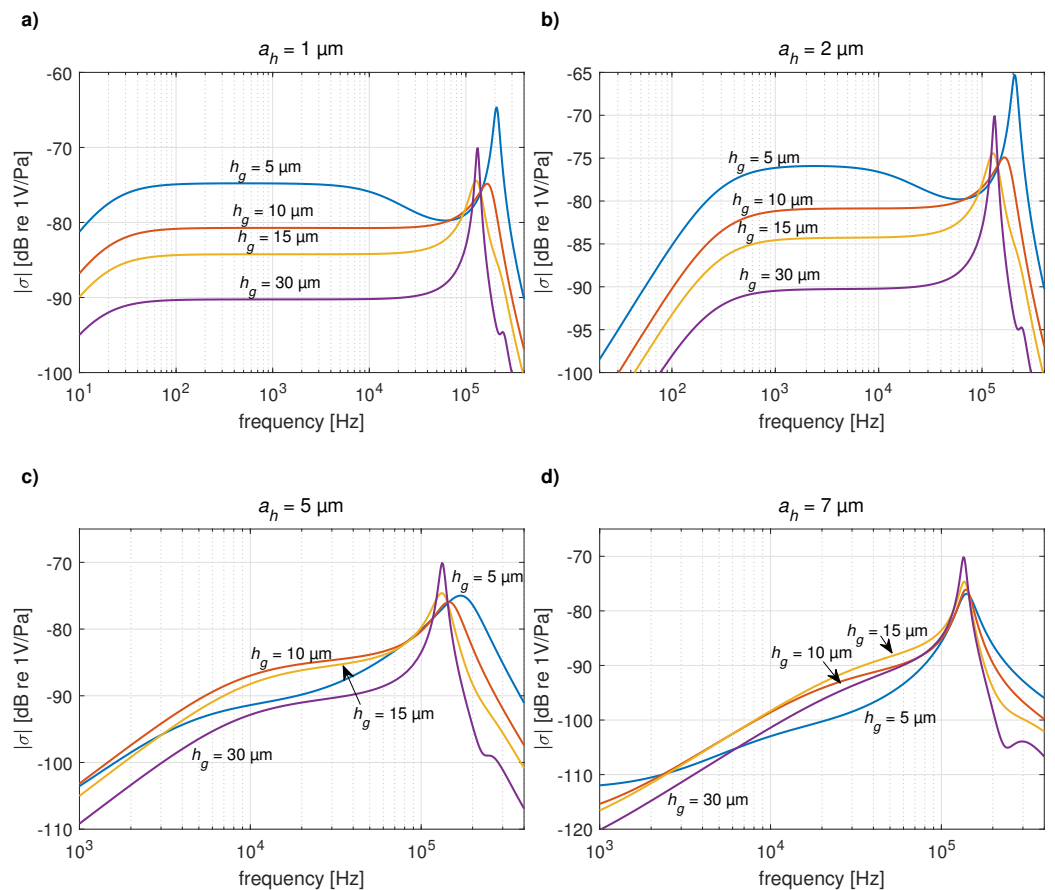 a)
a_h = 1 µm
|σ| [dB re 1V/Pa]
-60
-70
-80
-90
-100
h_g = 5 µm
h_g = 10 µm
h_g = 15 µm
h_g = 30 µm
10^1 10^2 10^3 10^4 10^5
frequency [Hz]
b)
a_h = 2 µm
|σ| [dB re 1V/Pa]
-65
-70
-75
-80
-85
-90
-95
-100
h_g = 5 µm
h_g = 10 µm
h_g = 15 µm
h_g = 30 µm
10^2 10^3 10^4 10^5
frequency [Hz]
c)
a_h = 5 µm
|σ| [dB re 1V/Pa]
-70
-80
-90
-100
-110
h_g = 5 µm
h_g = 10 µm
h_g = 15 µm
h_g = 30 µm
10^3 10^4 10^5
frequency [Hz]
d)
a_h = 7 µm
|σ| [dB re 1V/Pa]
-70
-80
-90
-100
-110
-120
h_g = 15 µm
h_g = 10 µm
h_g = 5 µm
h_g = 30 µm
10^3 10^4 10^5
frequency [Hz]